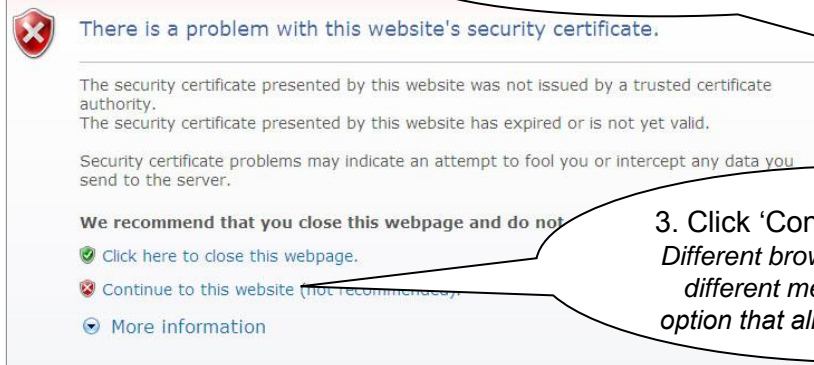 There is a problem with this website's security certificate.
The security certificate presented by this website was not issued by a trusted certificate
authority.
The security certificate presented by this website has expired or is not yet valid.
Security certificate problems may indicate an attempt to fool you or intercept any data you
send to the server.
We recommend that you close this webpage and do not
Click here to close this webpage.
Continue to this website (not recommended).
More information
3. Click ‘Con
Different brow
different me
option that al